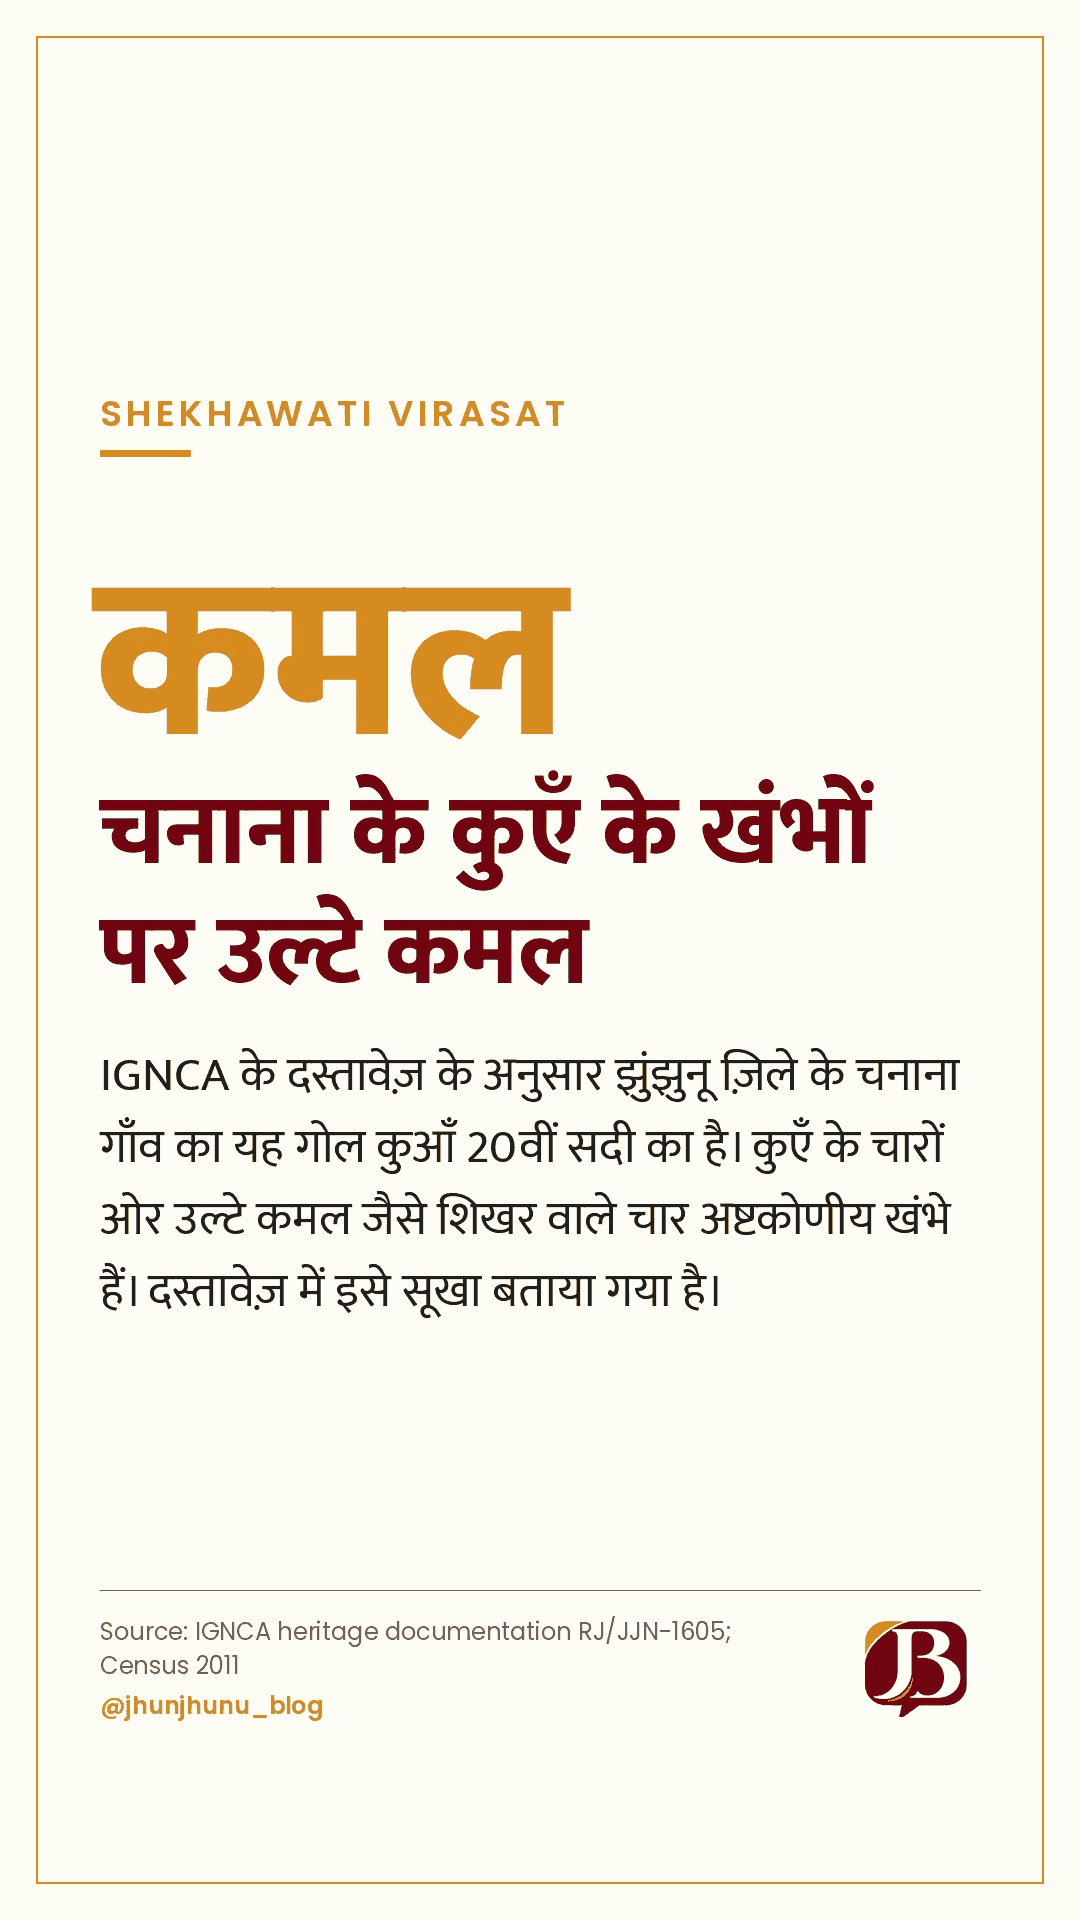 SHEKHAWATI VIRASAT
कमल
चनाना के कुएँ के खंभों
पर उल्टे कमल
IGNCA के दस्तावेज़ के अनुसार झुंझुनू ज़िले के चनाना
गाँव का यह गोल कुआँ 20वीं सदी का है। कुएँ के चारों
ओर उल्टे कमल जैसे शिखर वाले चार अष्टकोणीय खंभे
हैं। दस्तावेज़ में इसे सूखा बताया गया है।
Source: IGNCA heritage documentation RJ/JJN-1605;
Census 2011
@jhunjhunu_blog
JB